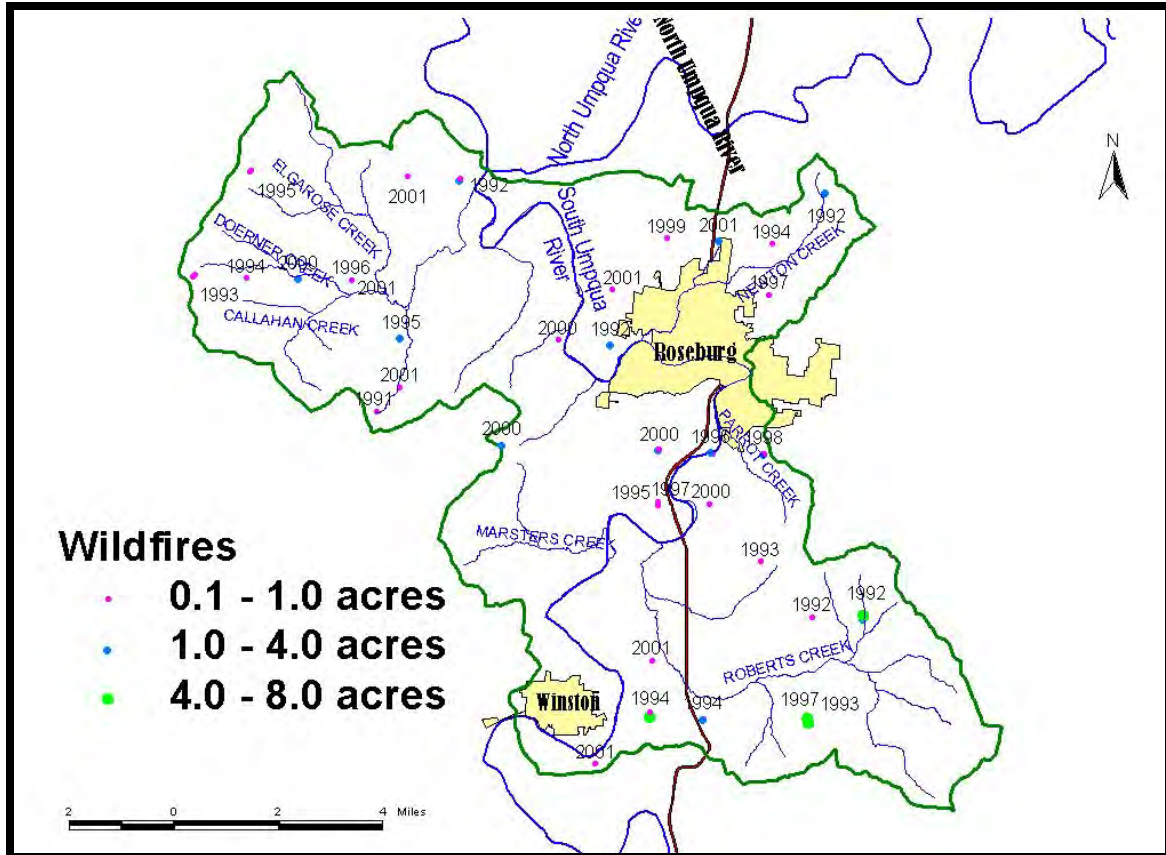 North Umpqua River
North Umpqua River
N
ELGAROSE CREEK
1995
2001
1992
1992
South Umpqua
River
1999
2001
1994
DOERNER CREEK
1994
2000
1996
2001
1993
2001
NEWTON CREEK
1997
CALLAHAN CREEK
1995
2000
1992
Roseburg
2001
1991
2000
2000
1996
1998
PARROT CREEK
1995
1997
2000
Wildfires
0.1 - 1.0 acres
1.0 - 4.0 acres
4.0 - 8.0 acres
MARSTERS CREEK
1993
1992
1992
2001
ROBERTS CREEK
Winston
1994
1994
1997
1993
2001
2 0 2 4 Miles